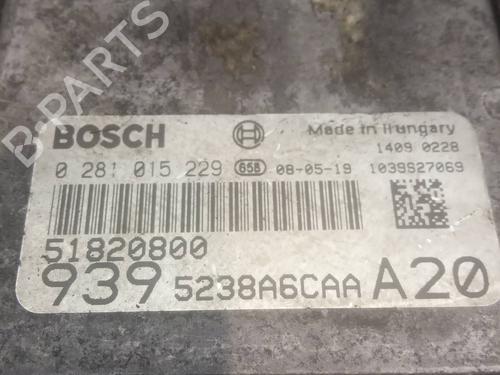 B-PARTS
BOSCH
Made in Hungary
1409 0228
0 281 015 229 658 08-05-19 1039S27069
51820800
939 5238A6CAA A20